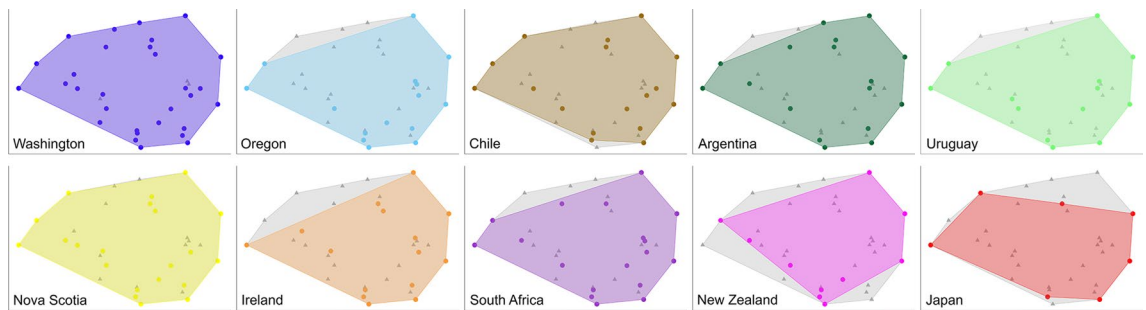 Washington
Oregon
Chile
Argentina
Uruguay
Nova Scotia
Ireland
South Africa
New Zealand
Japan